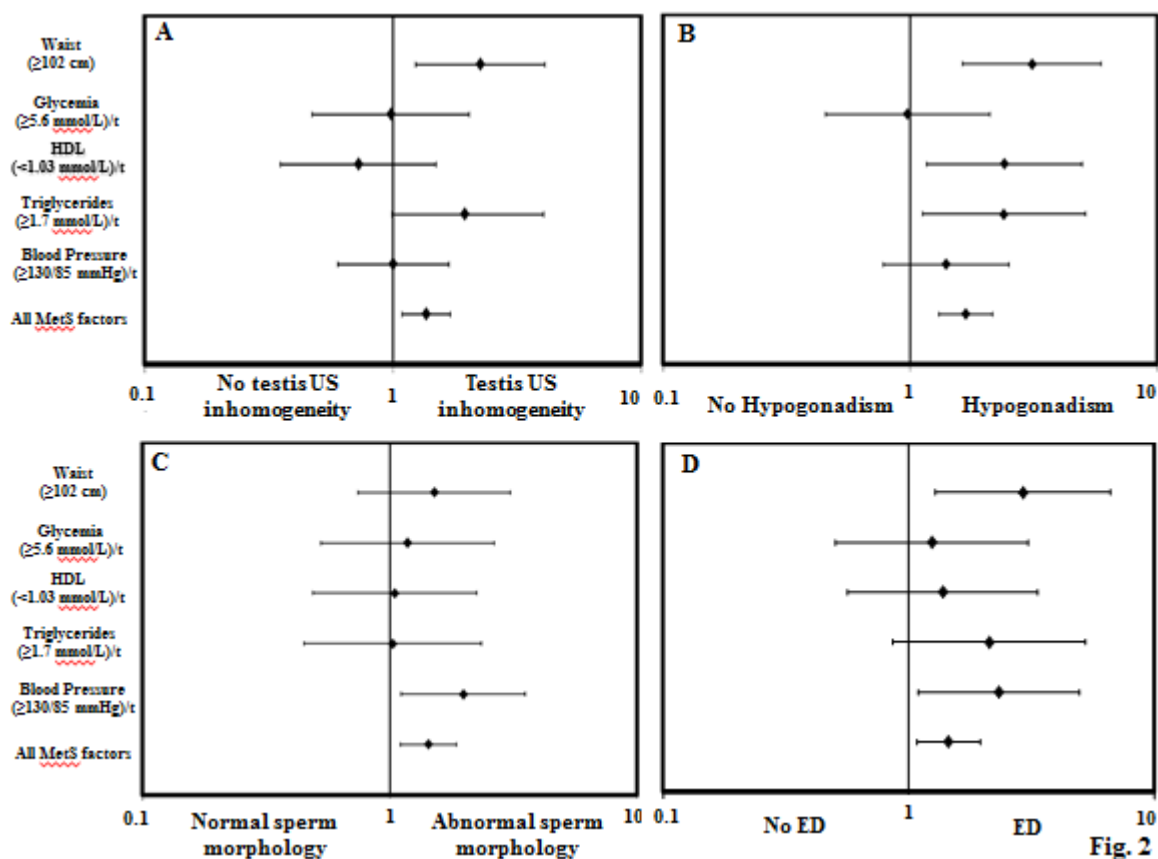 A
B
Waist
(≥102 cm)
Glycemia
(≥5.6 mmol/L)/t
HDL
(<1.03 mmol/L)/t
Triglycerides
(≥1.7 mmol/L)/t
Blood Pressure
(≥130/85 mmHg)/t
All MetS factors
0.1
No testis US
inhomogeneity
1
Testis US
inhomogeneity
10
0.1
No Hypogonadism
1
Hypogonadism
10
C
D
Waist
(≥102 cm)
Glycemia
(≥5.6 mmol/L)/t
HDL
(<1.03 mmol/L)/t
Triglycerides
(≥1.7 mmol/L)/t
Blood Pressure
(≥130/85 mmHg)/t
All MetS factors
0.1
Normal sperm
morphology
1
Abnormal sperm
morphology
10
0.1
No ED
1
ED
10
Fig. 2